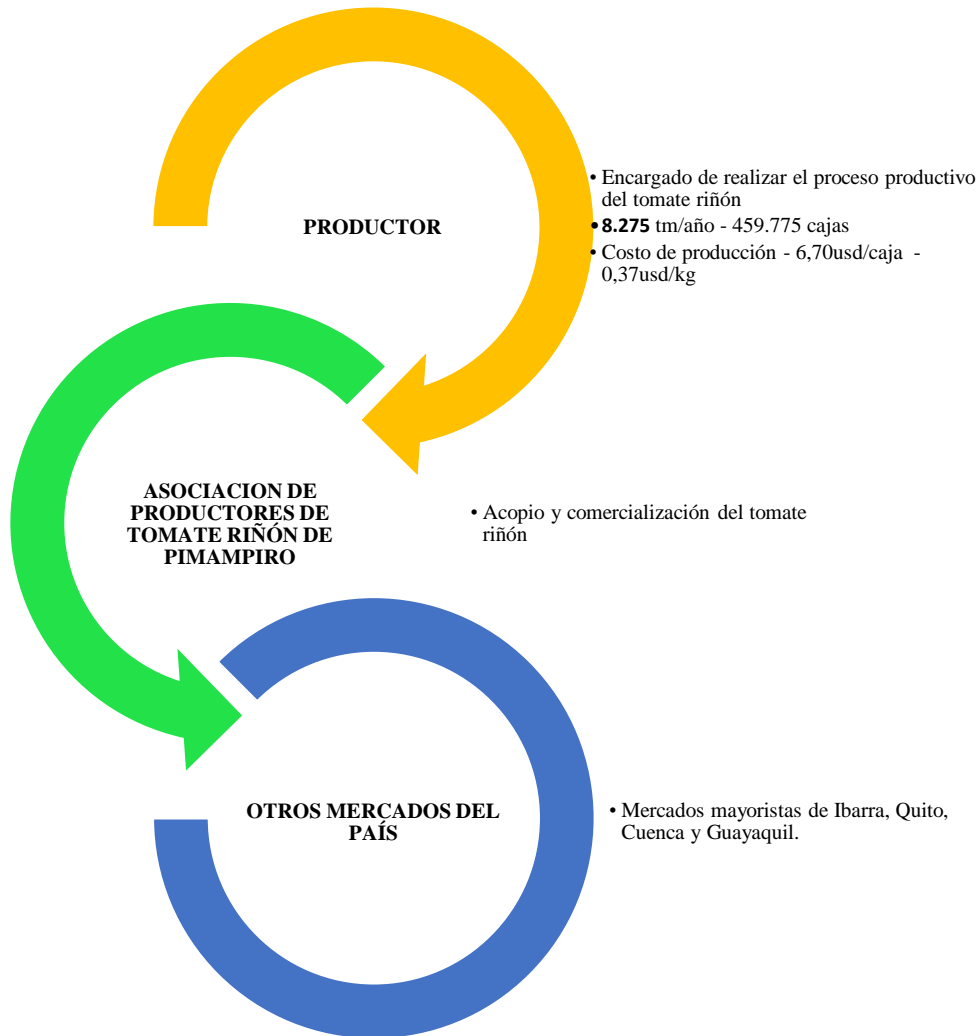 PRODUCTOR
• Encargado de realizar el proceso productivo
del tomate riñón
• 8.275 tm/año - 459.775 cajas
• Costo de producción - 6,70usd/caja -
0,37usd/kg
ASOCIACION DE
PRODUCTORES DE
TOMATE RIÑÓN DE
PIMAMPIRO
• Acopio y comercialización del tomate
riñón
OTROS MERCADOS DEL
PAÍS
• Mercados mayoristas de Ibarra, Quito,
Cuenca y Guayaquil.